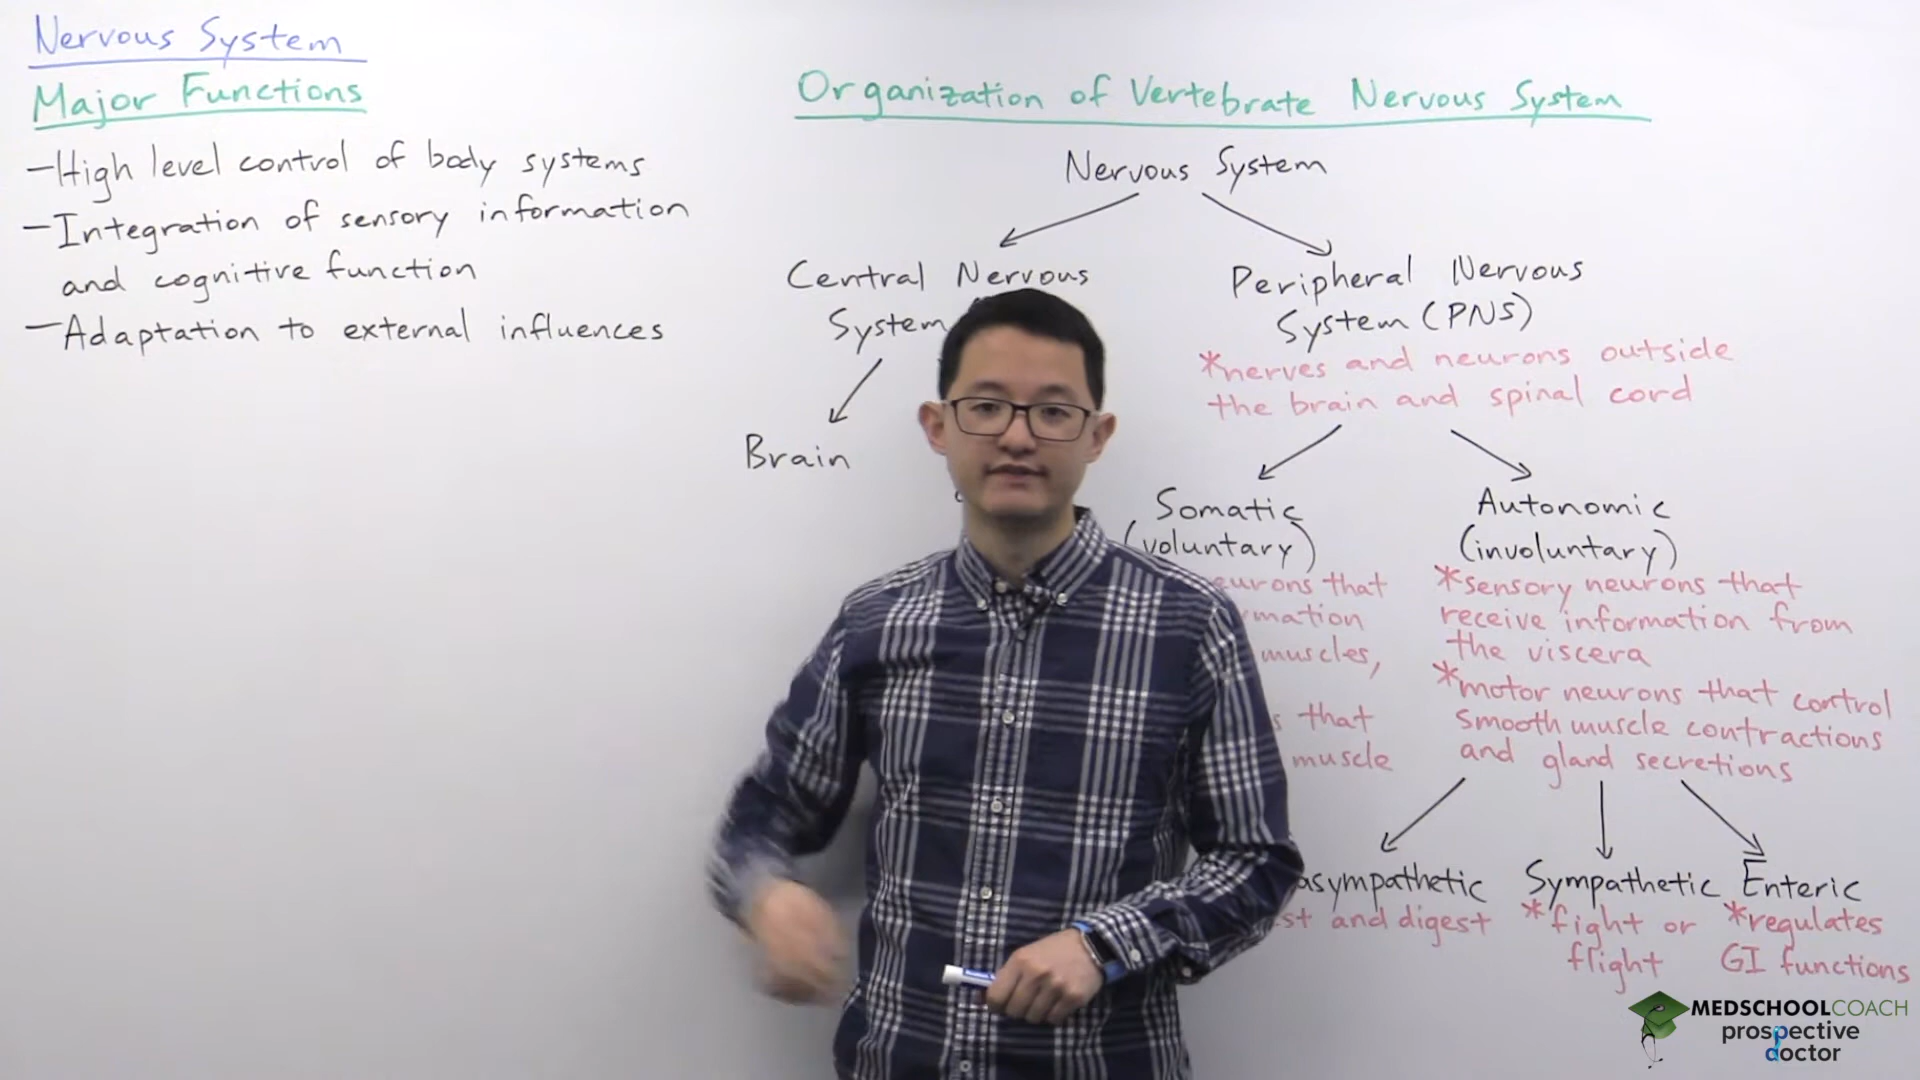 Nervous System
Major Functions
-High level control of body systems
-Integration of sensory information
and cognitive function
-Adaptation to external influences
Organization of Vertebrate Nervous System
Nervous System
Central Nervous
System
Brain
Peripheral Nervous
System (PNS)
*nerves and neurons outside
the brain and spinal cord
Somatic
(voluntary)
that
muscles,
that
muscle
Autonomic
(involuntary)
*sensory neurons that
receive information from
the viscera
*motor neurons that control
smooth muscle contractions
and gland secretions
and digest
Sympathetic
*fight or
flight
Enteric
*regulates
GI functions
MEDSCHOOLCOACH
prospective
doctor